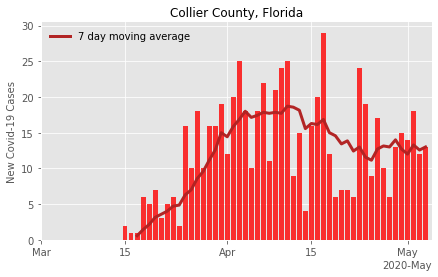 Collier County, Florida
7 day moving average
New Covid-19 Cases
30
25
20
15
10
5
0
Mar 15 Apr 15 May
2020-May